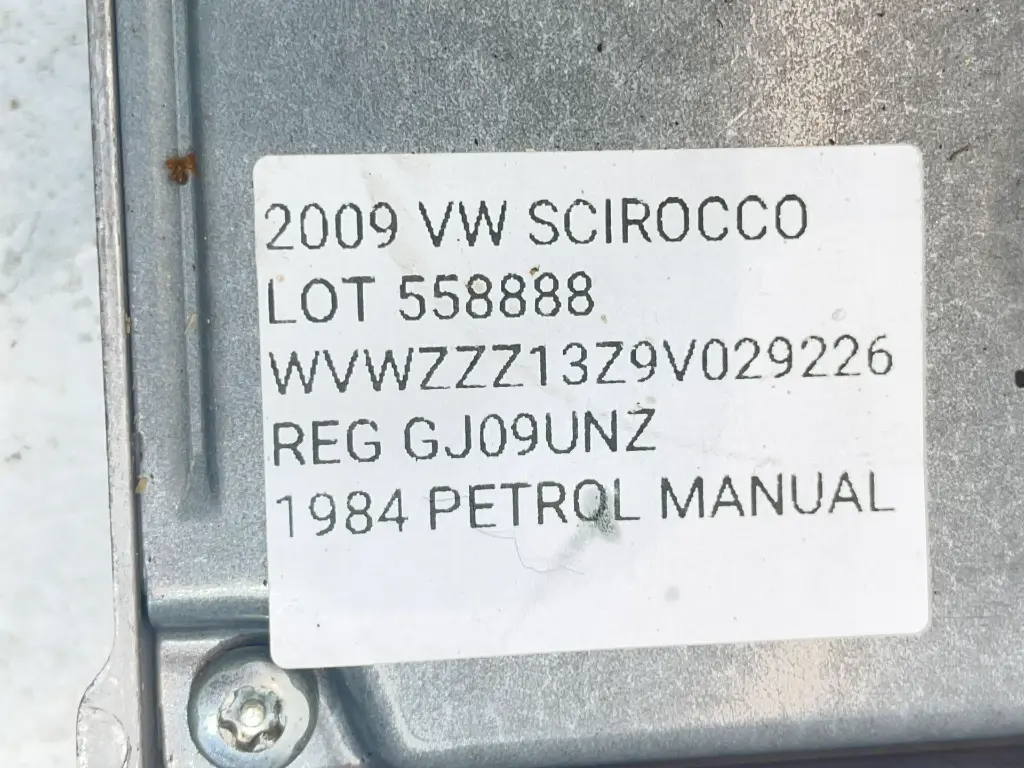 2009 VW SCIROCCO
LOT 558888
WVWZZZ13Z9V029226
REG GJ09UNZ
1984 PETROL MANUAL